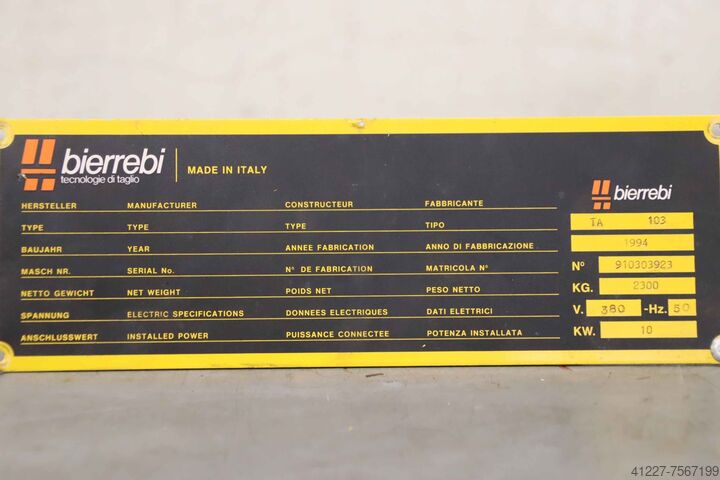 bierrebi MADE IN ITALY
tecnologie di taglio
bierrebi
HERSTELLER MANUFACTURER CONSTRUCTEUR FABBRICANTE
TYPE TYPE TYPE TIPO TA 103
BAUJAHR YEAR ANNEE FABRICATION ANNO DI FABBRICAZIONE 1994
MASCH NR. SERIAL No. N° DE FABRICATION MATRICOLA N° N° 910303923
NETTO GEWICHT NET WEIGHT POIDS NET PESO NETTO KG. 2300
SPANNUNG ELECTRIC SPECIFICATIONS DONNEES ELECTRIQUES DATI ELETTRICI V. 380 -Hz. 50
ANSCHLUSSWERT INSTALLED POWER PUISSANCE CONNECTEE POTENZA INSTALLATA KW. 10
41227-7567199